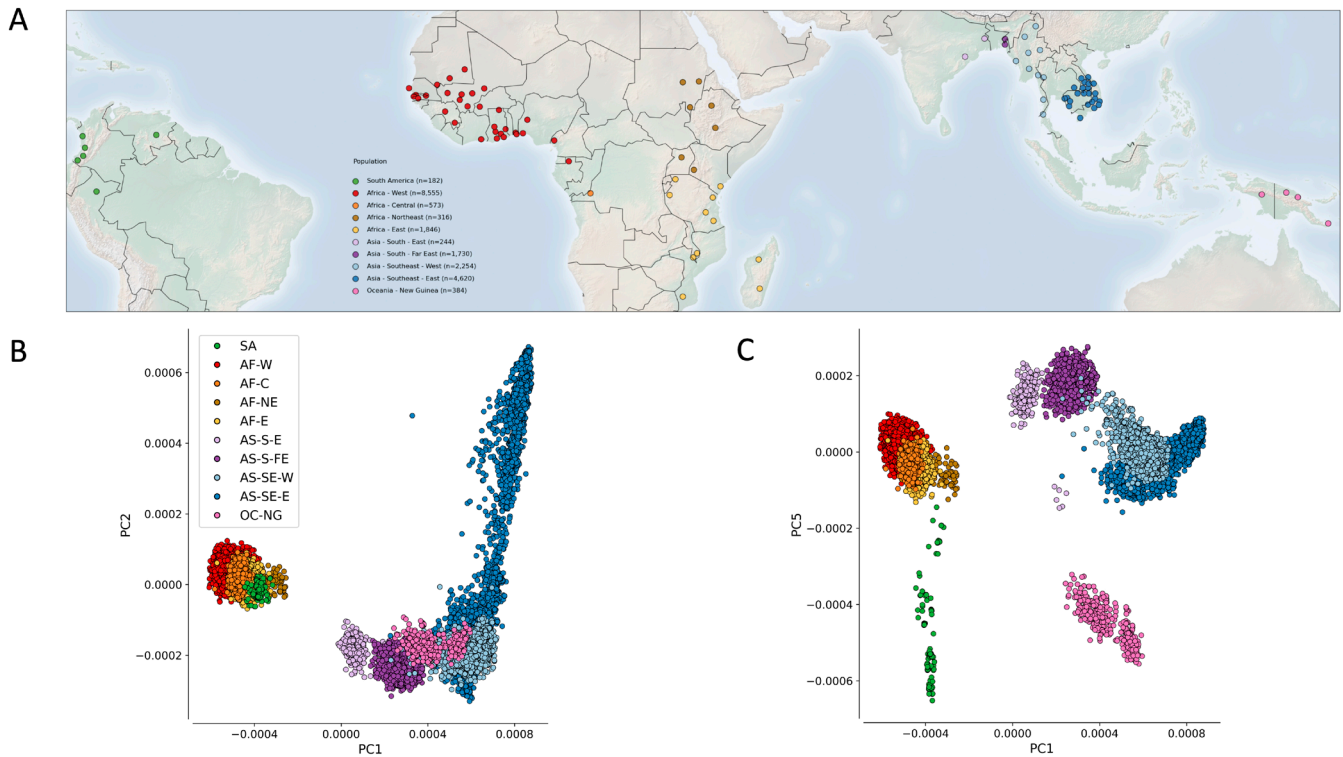 A
Population
South America (n=182)
Africa - West (n=8,555)
Africa - Central (n=573)
Africa - Northeast (n=316)
Africa - East (n=1,846)
Asia - South - East (n=244)
Asia - South - Far East (n=1,730)
Asia - Southeast - West (n=2,254)
Asia - Southeast - East (n=4,620)
Oceania - New Guinea (n=384)
B
SA
AF-W
AF-C
AF-NE
AF-E
AS-S-E
AS-S-FE
AS-SE-W
AS-SE-E
OC-NG
0.0006
0.0004
0.0002
0.0000
−0.0002
PC2
−0.0004
0.0000
0.0004
0.0008
PC1
C
0.0002
0.0000
−0.0002
−0.0004
−0.0006
PC5
−0.0004
0.0000
0.0004
0.0008
PC1